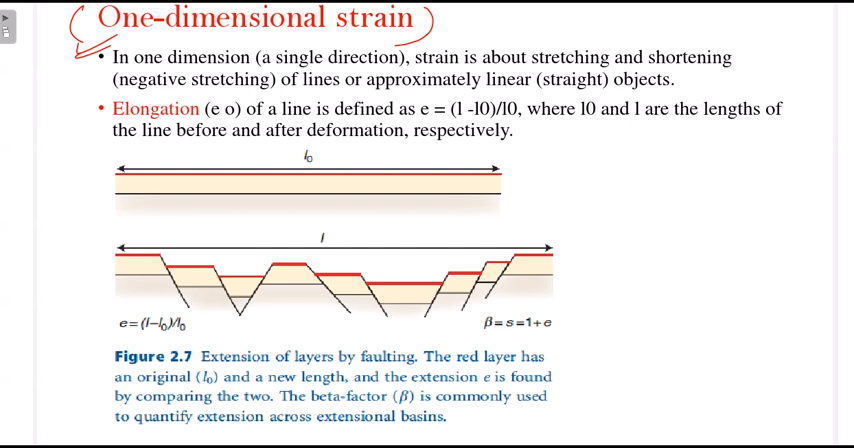 One-dimensional strain
• In one dimension (a single direction), strain is about stretching and shortening
(negative stretching) of lines or approximately linear (straight) objects.
• Elongation (e o) of a line is defined as e = (l -l0)/l0, where l0 and l are the lengths of
the line before and after deformation, respectively.
l₀
l
e=(l–l₀)/l₀
β=s=1+e
Figure 2.7 Extension of layers by faulting. The red layer has
an original (l₀) and a new length, and the extension e is found
by comparing the two. The beta-factor (β) is commonly used
to quantify extension across extensional basins.